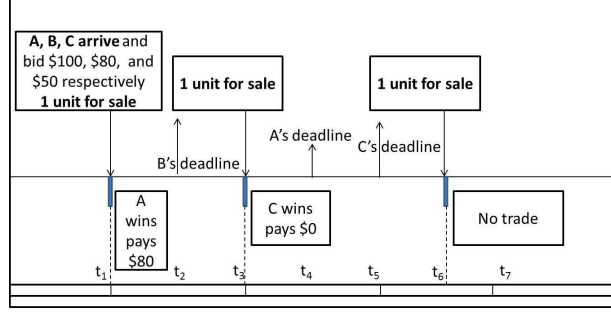 A, B, C arrive and
bid $100, $80, and
$50 respectively
1 unit for sale
1 unit for sale
1 unit for sale
A's deadline
C's deadline
B's deadline
A
wins
pays
$80
C wins
pays $0
No trade
t1 t2 t3 t4 t5 t6 t7